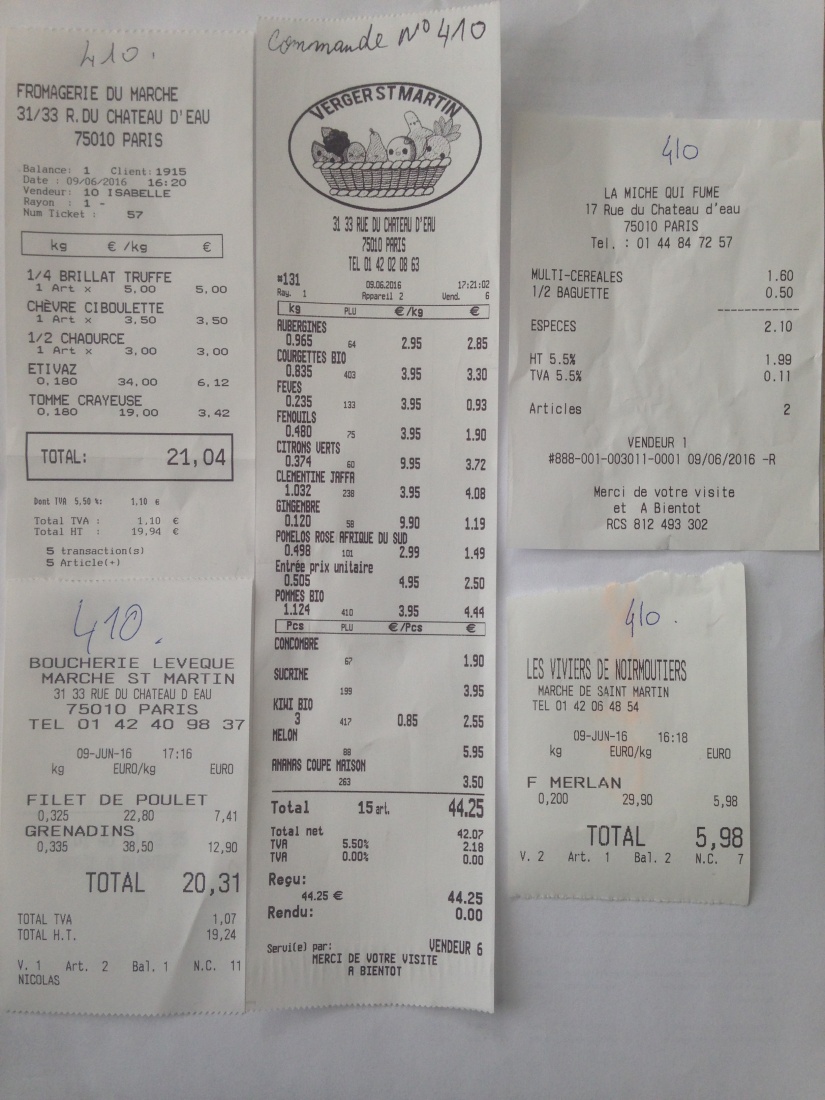 410.
FROMAGERIE DU MARCHE
31/33 R.DU CHATEAU D'EAU
75010 PARIS
Balance: 1 Client: 1915
Date : 09/06/2016 16:20
Vendeur: 10 ISABELLE
Rayon : 1 -
Num Ticket : 57
kg € /kg €
1/4 BRILLAT TRUFFE
1 Art x 5,00 5,00
CHÈVRE CIBOULETTE
1 Art x 3,50 3,50
1/2 CHAOURCE
1 Art x 3,00 3,00
ETIVAZ
0,180 34,00 6,12
TOMME CRAYEUSE
0,180 19,00 3,42
TOTAL: 21,04
Dont TVA 5,50 %: 1,10 €
Total TVA : 1,10 €
Total HT : 19,94 €
5 transaction(s)
5 Article(+)
410.
BOUCHERIE LEVEQUE
MARCHE ST MARTIN
31 33 RUE DU CHATEAU D EAU
75010 PARIS
TEL 01 42 40 98 37
09-JUN-16 17:16
kg EURO/kg EURO
FILET DE POULET
0,325 22,80 7,41
GRENADINS
0,335 38,50 12,90
TOTAL 20,31
TOTAL TVA 1,07
TOTAL H.T. 19,24
V. 1 Art. 2 Bal. 1 N.C. 11
NICOLAS
Commande N° 410
VERGER ST MARTIN
31 33 RUE DU CHATEAU D'EAU
75010 PARIS
TEL 01 42 02 08 63
#131 09.06.2016 17:21:02
Ray. 1 Appareil 2 Vend. 6
kg PLU €/kg €
AUBERGINES
0.965 64 2.95 2.85
COURGETTES BIO
0.835 403 3.95 3.30
FEVES
0.235 133 3.95 0.93
FENOUILS
0.480 75 3.95 1.90
CITRONS VERTS
0.374 60 9.95 3.72
CLEMENTINE JAFFA
1.032 238 3.95 4.08
GINGEMBRE
0.120 58 9.90 1.19
POMELOS ROSE AFRIQUE DU SUD
0.498 101 2.99 1.49
Entrée prix unitaire
0.505 4.95 2.50
POMMES BIO
1.124 410 3.95 4.44
Pcs PLU €/Pcs €
CONCOMBRE
67 1.90
SUCRINE
199 3.95
KIWI BIO
3 417 0.85 2.55
MELON
88 5.95
ANANAS COUPE MAISON
263 3.50
Total 15 art. 44.25
Total net 42.07
TVA 5.50% 2.18
TVA 0.00% 0.00
Reçu:
44.25 € 44.25
Rendu: 0.00
Servi(e) par: VENDEUR 6
MERCI DE VOTRE VISITE
A BIENTOT
410
LA MICHE QUI FUME
17 Rue du Chateau d'eau
75010 PARIS
Tel. : 01 44 84 72 57
MULTI-CEREALES 1.60
1/2 BAGUETTE 0.50
------------
ESPECES 2.10
HT 5.5% 1.99
TVA 5.5% 0.11
Articles 2
VENDEUR 1
#888-001-003011-0001 09/06/2016 -R
Merci de votre visite
et A Bientot
RCS 812 493 302
410.
LES VIVIERS DE NOIRMOUTIERS
MARCHE DE SAINT MARTIN
TEL 01 42 06 48 54
09-JUN-16 16:18
kg EURO/kg EURO
F MERLAN
0,200 29,90 5,98
TOTAL 5,98
V. 2 Art. 1 Bal. 2 N.C. 7